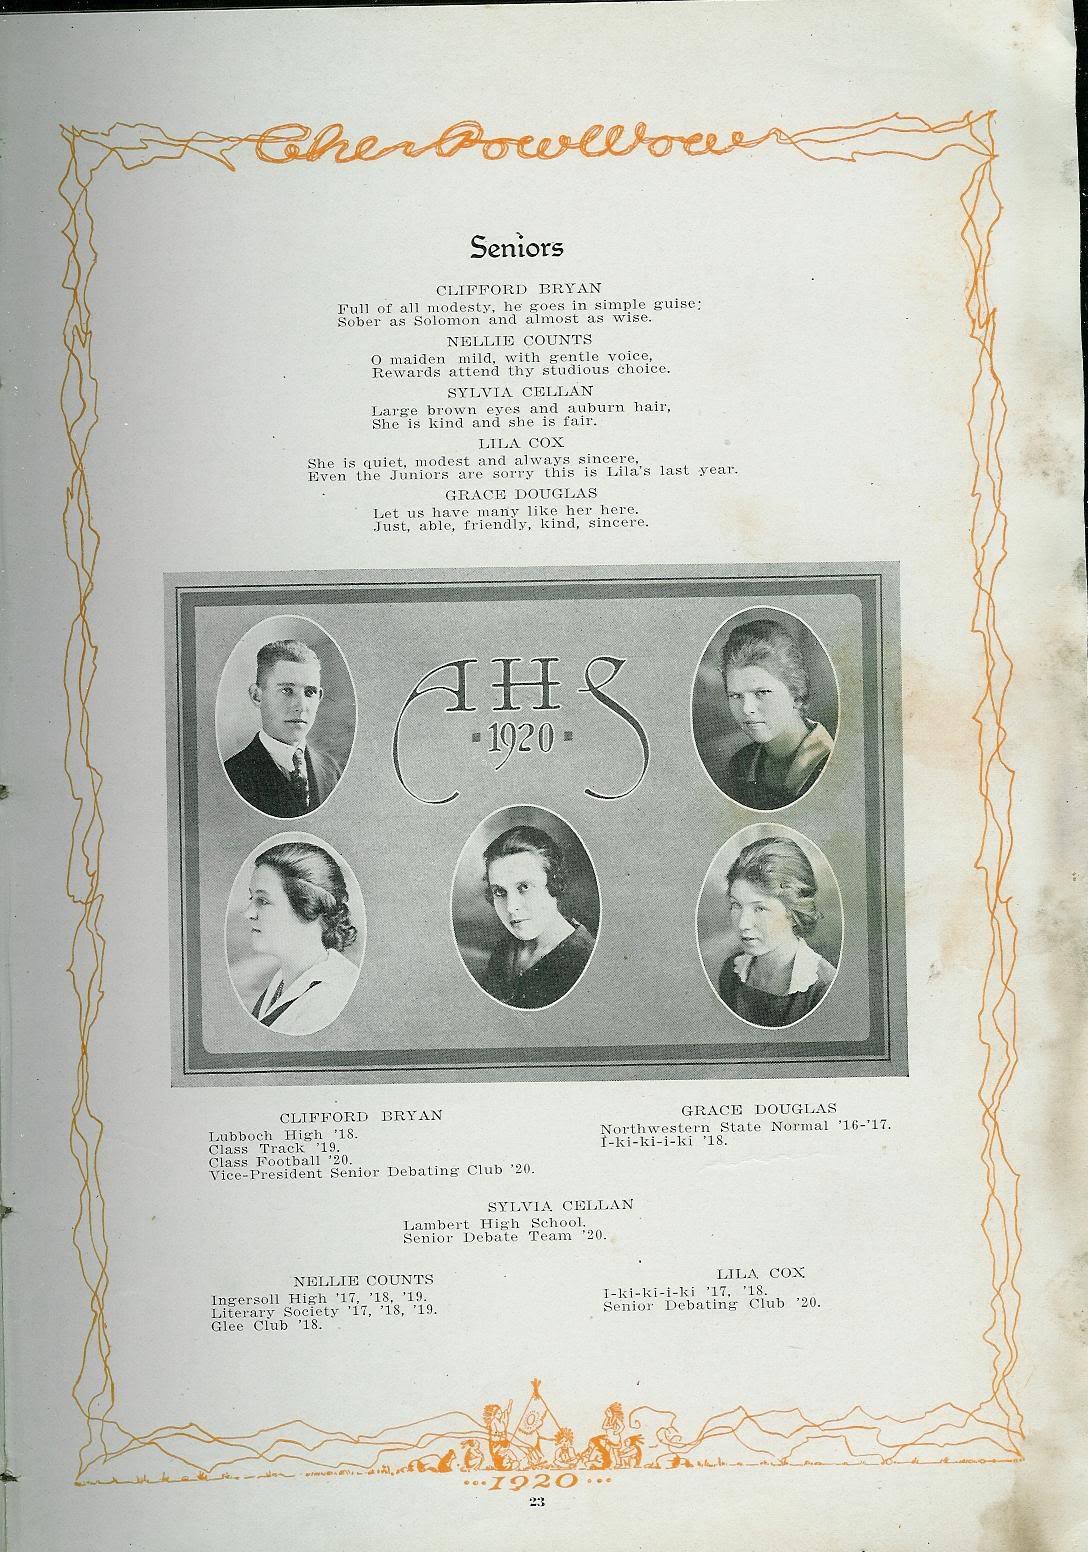 The PowWow
Seniors
CLIFFORD BRYAN
Full of all modesty, he goes in simple guise;
Sober as Solomon and almost as wise.
NELLIE COUNTS
O maiden mild, with gentle voice,
Rewards attend thy studious choice.
SYLVIA CELLAN
Large brown eyes and auburn hair,
She is kind and she is fair.
LILA COX
She is quiet, modest and always sincere,
Even the Juniors are sorry this is Lila's last year.
GRACE DOUGLAS
Let us have many like her here.
Just, able, friendly, kind, sincere.
AHS
1920
CLIFFORD BRYAN
Lubboch High '18.
Class Track '19.
Class Football '20.
Vice-President Senior Debating Club '20.
GRACE DOUGLAS
Northwestern State Normal '16-'17.
I-ki-ki-i-ki '18.
SYLVIA CELLAN
Lambert High School.
Senior Debate Team '20.
NELLIE COUNTS
Ingersoll High '17, '18, '19.
Literary Society '17, '18, '19.
Glee Club '18.
LILA COX
I-ki-ki-i-ki '17, '18.
Senior Debating Club '20.
...1920...
23